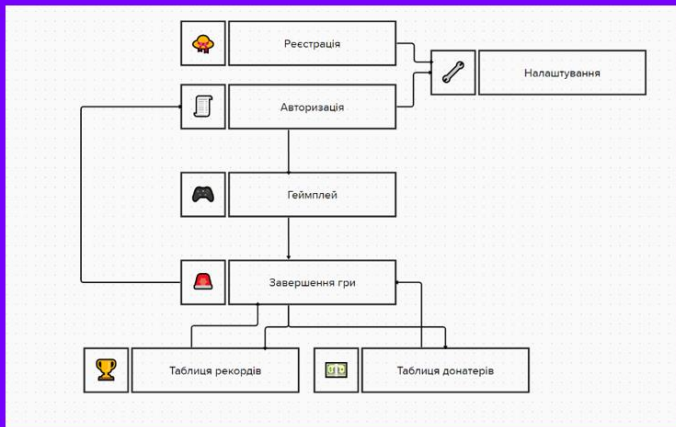 Реєстрація
Налаштування
Авторизація
Геймплей
Завершення гри
Таблиця рекордів
Таблиця донатерів